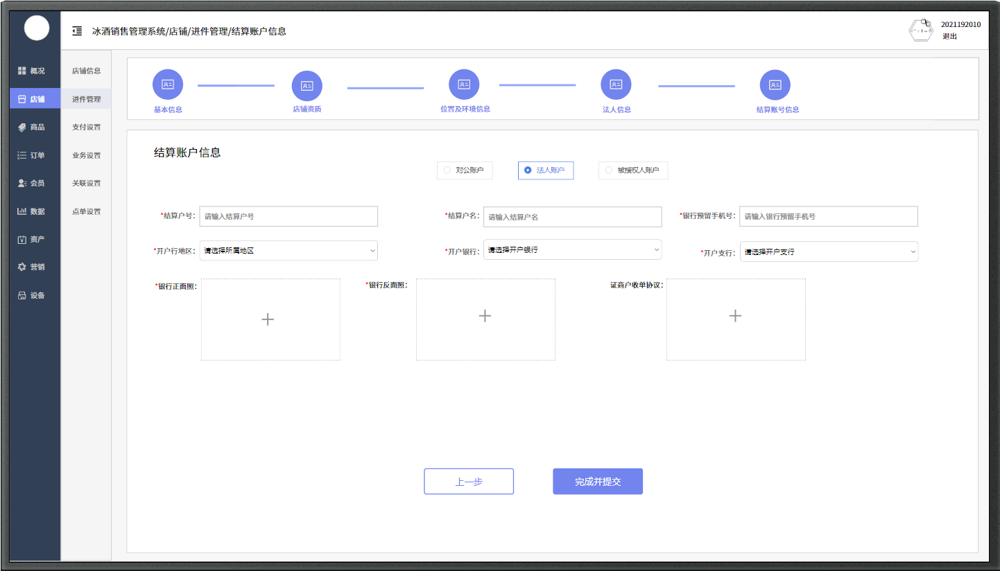 冰酒销售管理系统/店铺/进件管理/结算账户信息
2021192010
退出
概况
店铺
商品
订单
会员
数据
资产
营销
设备
店铺信息
进件管理
支付设置
业务设置
关联设置
点单设置
基本信息
店铺资质
位置及环境信息
法人信息
结算账号信息
结算账户信息
对公账户
法人账户
被授权人账户
*结算户号： 请输入结算户号
*结算户名： 请输入结算户名
*银行预留手机号： 请输入银行预留手机号
*开户行地区： 请选择所属地区
*开户银行： 请选择开户银行
*开户支行： 请选择开户支行
*银行正面照：
*银行反面照：
证商户收单协议：
上一步
完成并提交